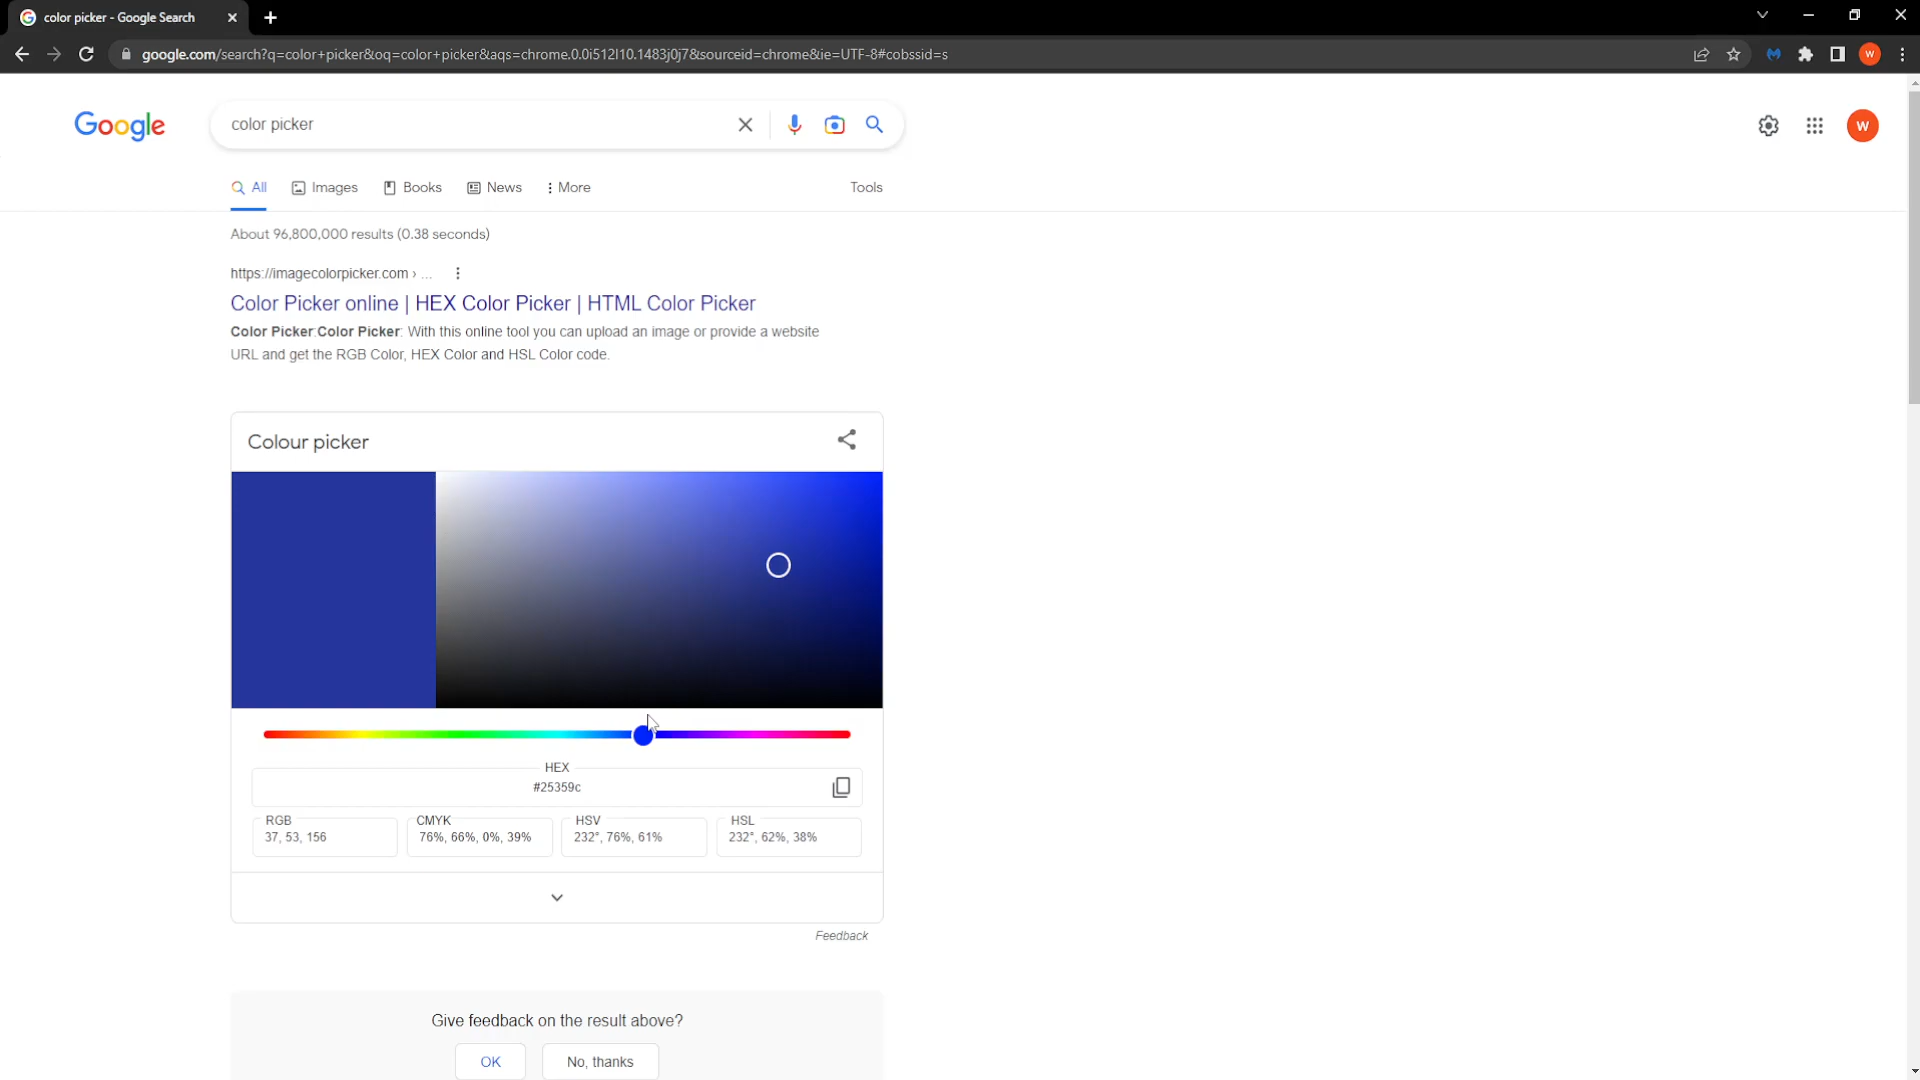 color picker - Google Search
google.com/search?q=color+picker&oq=color+picker&aqs=chrome.0.0i512l10.1483j0j7&sourceid=chrome&ie=UTF-8#cobssid=s
W
Google
color picker
W
All
Images
Books
News
More
Tools
About 96,800,000 results (0.38 seconds)
https://imagecolorpicker.com › ...
Color Picker online | HEX Color Picker | HTML Color Picker
Color Picker:Color Picker: With this online tool you can upload an image or provide a website
URL and get the RGB Color, HEX Color and HSL Color code.
Colour picker
HEX
#25359c
RGB
37, 53, 156
CMYK
76%, 66%, 0%, 39%
HSV
232°, 76%, 61%
HSL
232°, 62%, 38%
Feedback
Give feedback on the result above?
OK
No, thanks